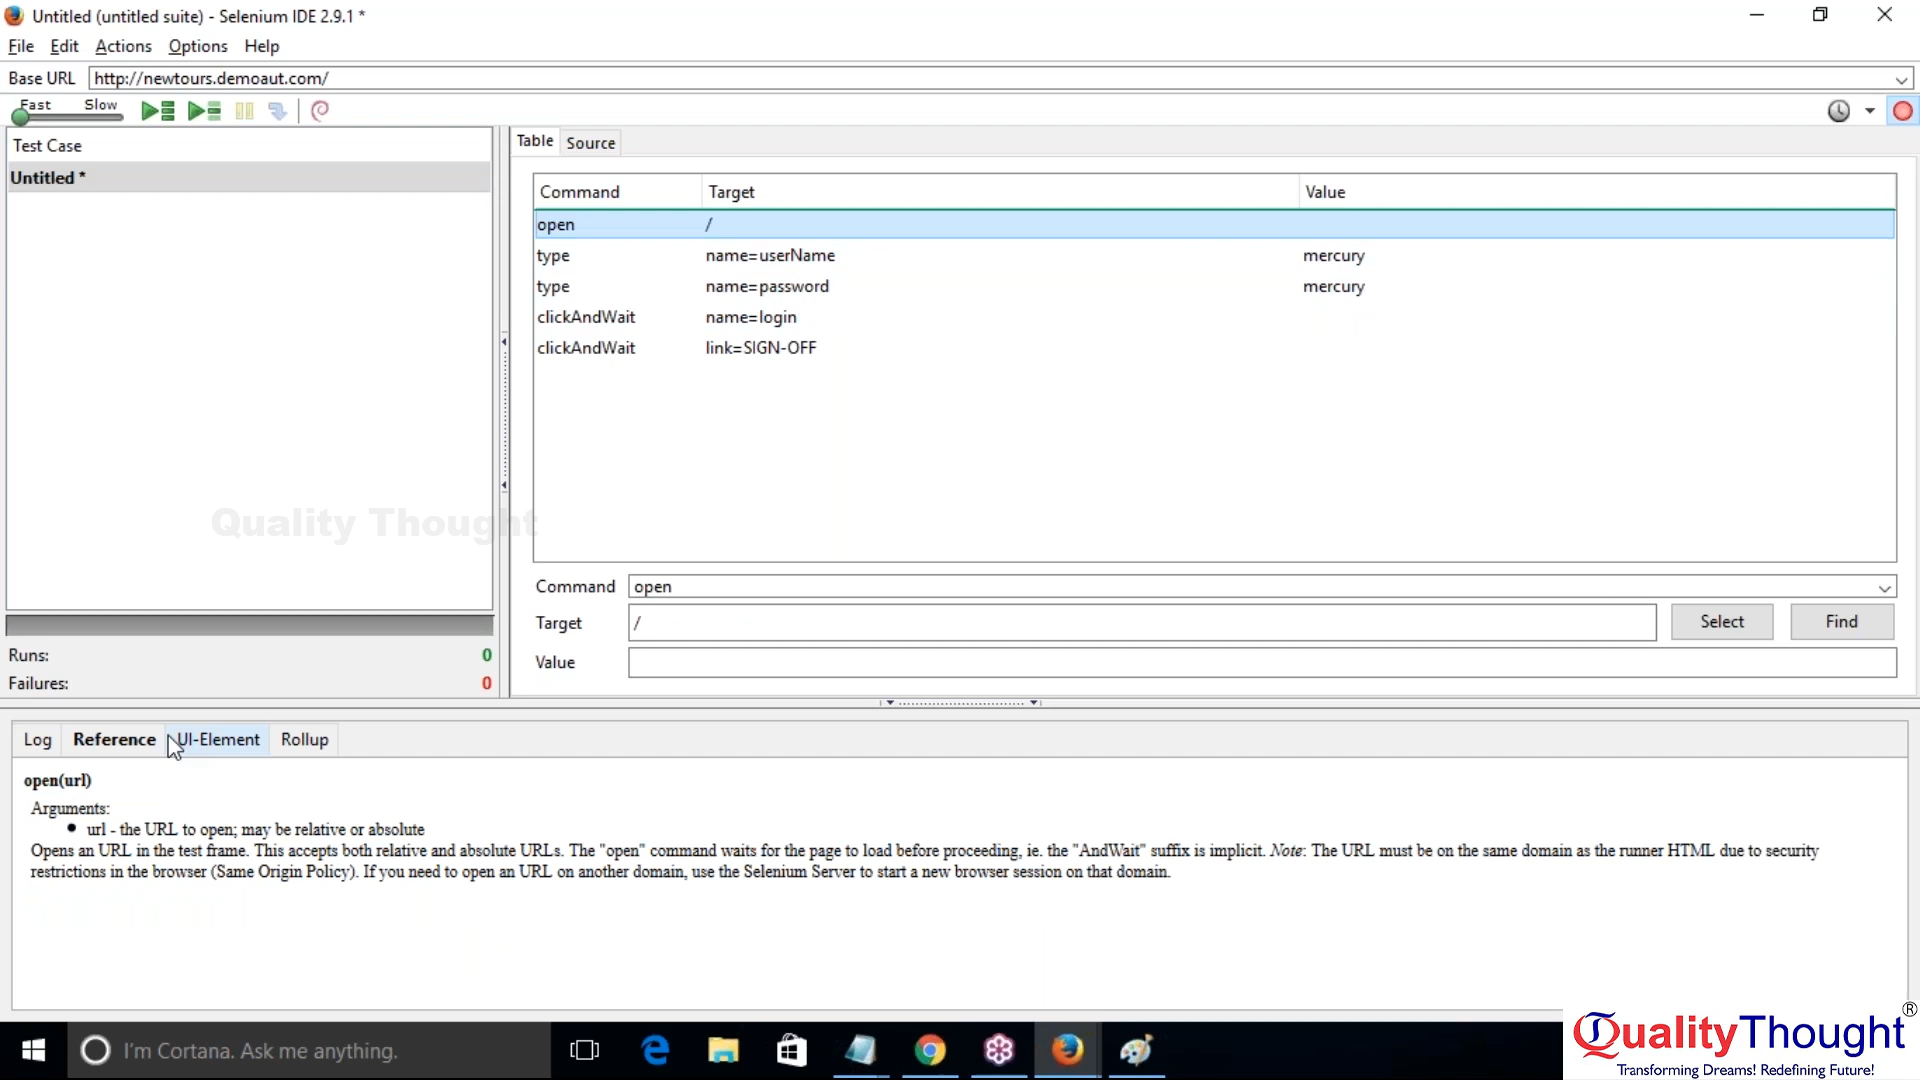 Untitled (untitled suite) - Selenium IDE 2.9.1 *
File Edit Actions Options Help
Base URL http://newtours.demoaut.com/
Fast Slow
Test Case
Untitled *
Table Source
Command Target Value
open /
type name=userName mercury
type name=password mercury
clickAndWait name=login
clickAndWait link=SIGN-OFF
Quality Thought
Command open
Target / Select Find
Value
Runs: 0
Failures: 0
Log Reference UI-Element Rollup
open(url)
Arguments:
• url - the URL to open; may be relative or absolute
Opens an URL in the test frame. This accepts both relative and absolute URLs. The "open" command waits for the page to load before proceeding, ie. the "AndWait" suffix is implicit. Note: The URL must be on the same domain as the runner HTML due to security
restrictions in the browser (Same Origin Policy). If you need to open an URL on another domain, use the Selenium Server to start a new browser session on that domain.
I'm Cortana. Ask me anything.
QualityThought®
Transforming Dreams! Redefining Future!